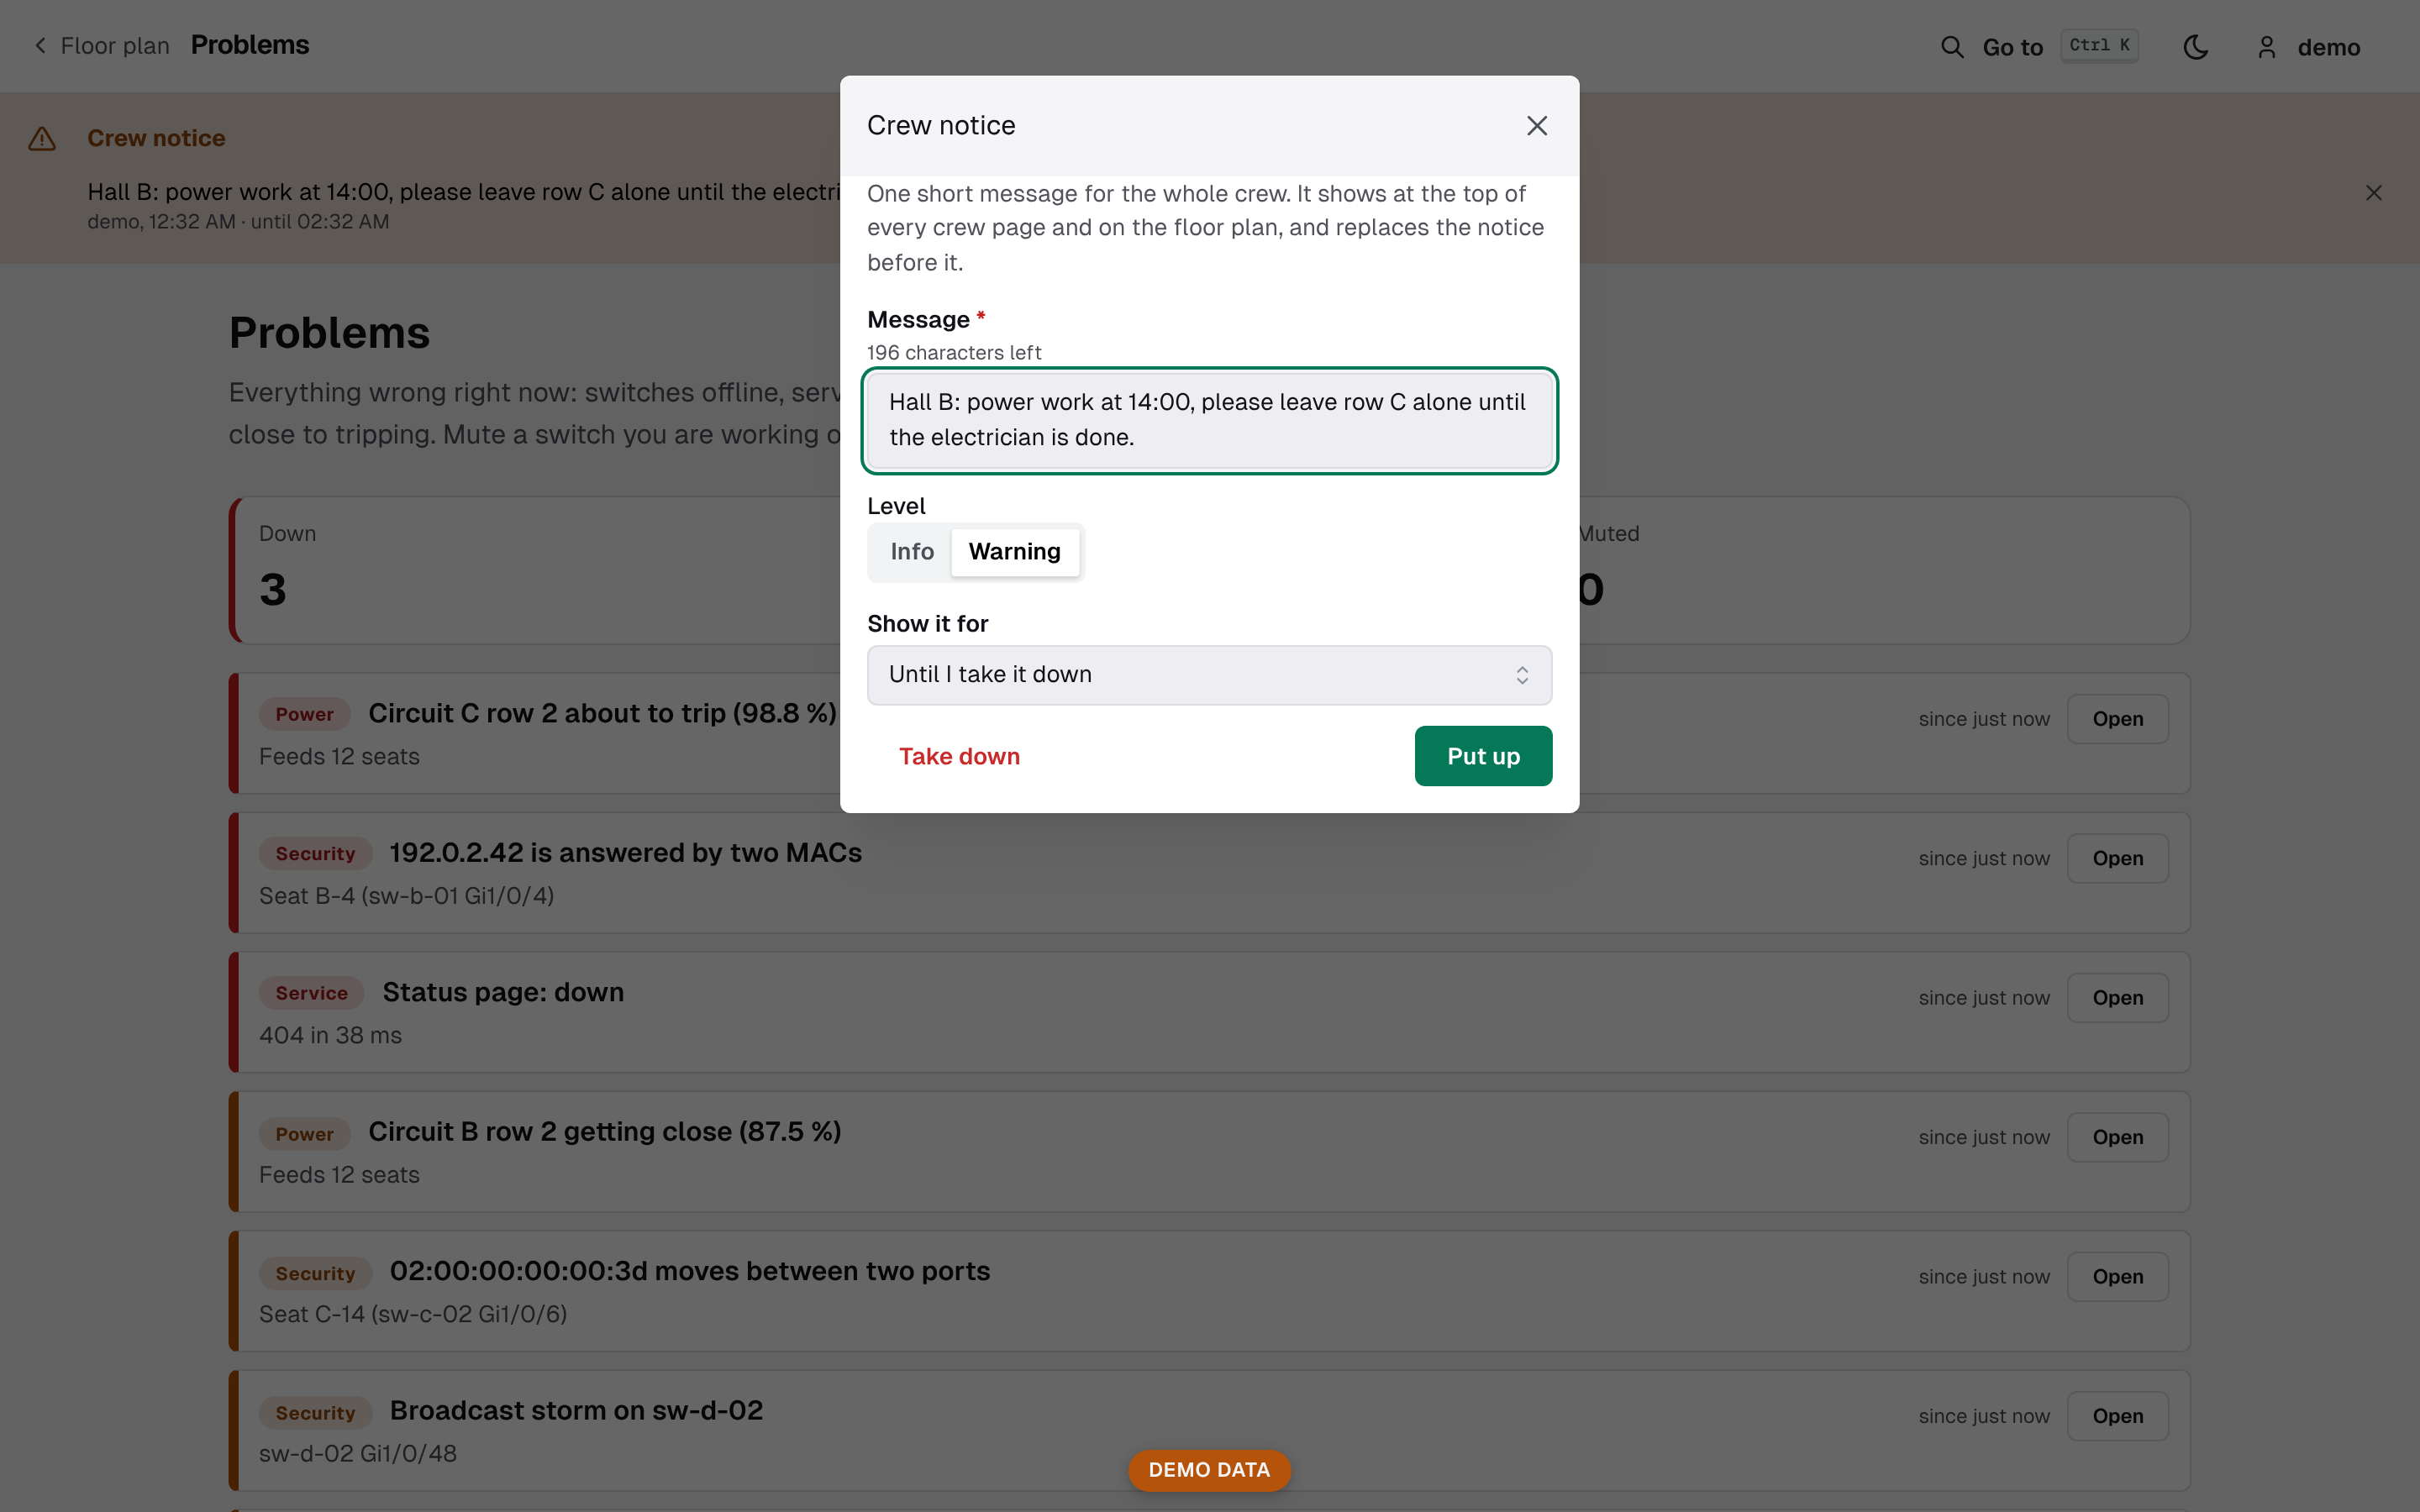 Floor plan
Problems
Go to
Ctrl K
demo
Crew notice
Hall B: power work at 14:00, please leave row C alone until the electri
demo, 12:32 AM · until 02:32 AM
Problems
Everything wrong right now: switches offline, serv
close to tripping. Mute a switch you are working o
Down
3
Muted
0
Power
Circuit C row 2 about to trip (98.8 %)
Feeds 12 seats
since just now
Open
Security
192.0.2.42 is answered by two MACs
Seat B-4 (sw-b-01 Gi1/0/4)
since just now
Open
Service
Status page: down
404 in 38 ms
since just now
Open
Power
Circuit B row 2 getting close (87.5 %)
Feeds 12 seats
since just now
Open
Security
02:00:00:00:00:3d moves between two ports
Seat C-14 (sw-c-02 Gi1/0/6)
since just now
Open
Security
Broadcast storm on sw-d-02
sw-d-02 Gi1/0/48
since just now
Open
Crew notice
One short message for the whole crew. It shows at the top of
every crew page and on the floor plan, and replaces the notice
before it.
Message *
196 characters left
Hall B: power work at 14:00, please leave row C alone until
the electrician is done.
Level
Info
Warning
Show it for
Until I take it down
Take down
Put up
DEMO DATA